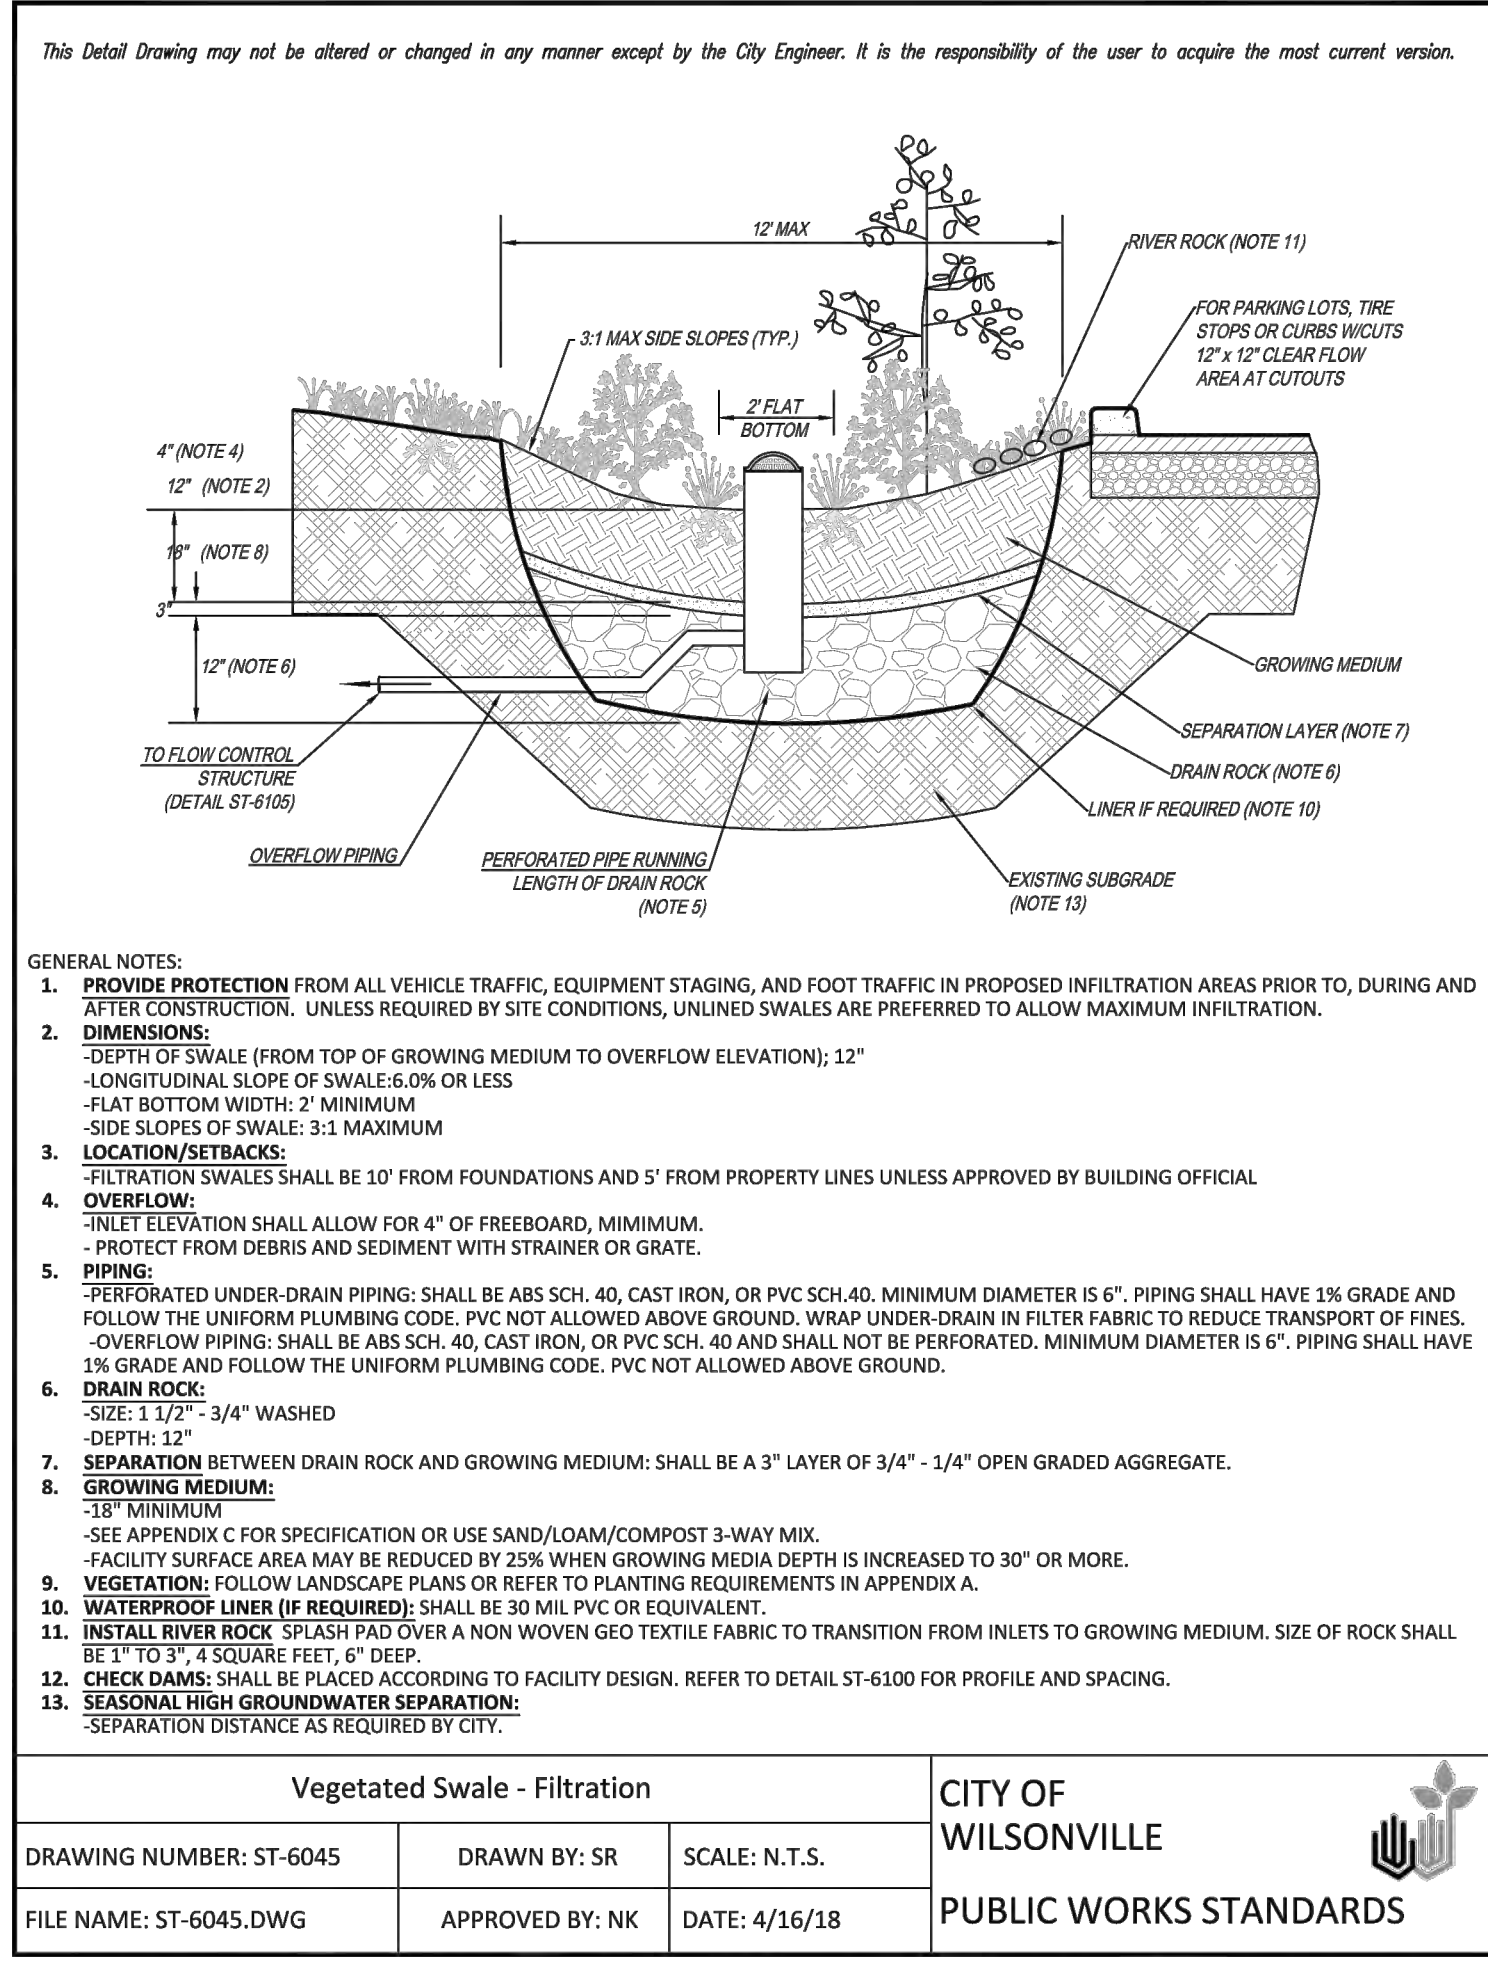 This Detail Drawing may not be altered or changed in any manner except by the City Engineer. It is the responsibility of the user to acquire the most current version.
12' MAX
RIVER ROCK (NOTE 11)
FOR PARKING LOTS, TIRE
STOPS OR CURBS W/CUTS
12" x 12" CLEAR FLOW
AREA AT CUTOUTS
3:1 MAX SIDE SLOPES (TYP.)
2' FLAT
BOTTOM
4" (NOTE 4)
12" (NOTE 2)
18" (NOTE 8)
3"
12" (NOTE 6)
GROWING MEDIUM
SEPARATION LAYER (NOTE 7)
DRAIN ROCK (NOTE 6)
LINER IF REQUIRED (NOTE 10)
TO FLOW CONTROL
STRUCTURE
(DETAIL ST-6105)
OVERFLOW PIPING
PERFORATED PIPE RUNNING
LENGTH OF DRAIN ROCK
(NOTE 5)
EXISTING SUBGRADE
(NOTE 13)
GENERAL NOTES:
1. PROVIDE PROTECTION FROM ALL VEHICLE TRAFFIC, EQUIPMENT STAGING, AND FOOT TRAFFIC IN PROPOSED INFILTRATION AREAS PRIOR TO, DURING AND
AFTER CONSTRUCTION. UNLESS REQUIRED BY SITE CONDITIONS, UNLINED SWALES ARE PREFERRED TO ALLOW MAXIMUM INFILTRATION.
2. DIMENSIONS:
-DEPTH OF SWALE (FROM TOP OF GROWING MEDIUM TO OVERFLOW ELEVATION); 12"
-LONGITUDINAL SLOPE OF SWALE:6.0% OR LESS
-FLAT BOTTOM WIDTH: 2' MINIMUM
-SIDE SLOPES OF SWALE: 3:1 MAXIMUM
3. LOCATION/SETBACKS:
-FILTRATION SWALES SHALL BE 10' FROM FOUNDATIONS AND 5' FROM PROPERTY LINES UNLESS APPROVED BY BUILDING OFFICIAL
4. OVERFLOW:
-INLET ELEVATION SHALL ALLOW FOR 4" OF FREEBOARD, MIMIMUM.
- PROTECT FROM DEBRIS AND SEDIMENT WITH STRAINER OR GRATE.
5. PIPING:
-PERFORATED UNDER-DRAIN PIPING: SHALL BE ABS SCH. 40, CAST IRON, OR PVC SCH.40. MINIMUM DIAMETER IS 6". PIPING SHALL HAVE 1% GRADE AND
FOLLOW THE UNIFORM PLUMBING CODE. PVC NOT ALLOWED ABOVE GROUND. WRAP UNDER-DRAIN IN FILTER FABRIC TO REDUCE TRANSPORT OF FINES.
-OVERFLOW PIPING: SHALL BE ABS SCH. 40, CAST IRON, OR PVC SCH. 40 AND SHALL NOT BE PERFORATED. MINIMUM DIAMETER IS 6". PIPING SHALL HAVE
1% GRADE AND FOLLOW THE UNIFORM PLUMBING CODE. PVC NOT ALLOWED ABOVE GROUND.
6. DRAIN ROCK:
-SIZE: 1 1/2" - 3/4" WASHED
-DEPTH: 12"
7. SEPARATION BETWEEN DRAIN ROCK AND GROWING MEDIUM: SHALL BE A 3" LAYER OF 3/4" - 1/4" OPEN GRADED AGGREGATE.
8. GROWING MEDIUM:
-18" MINIMUM
-SEE APPENDIX C FOR SPECIFICATION OR USE SAND/LOAM/COMPOST 3-WAY MIX.
-FACILITY SURFACE AREA MAY BE REDUCED BY 25% WHEN GROWING MEDIA DEPTH IS INCREASED TO 30" OR MORE.
9. VEGETATION: FOLLOW LANDSCAPE PLANS OR REFER TO PLANTING REQUIREMENTS IN APPENDIX A.
10. WATERPROOF LINER (IF REQUIRED): SHALL BE 30 MIL PVC OR EQUIVALENT.
11. INSTALL RIVER ROCK SPLASH PAD OVER A NON WOVEN GEO TEXTILE FABRIC TO TRANSITION FROM INLETS TO GROWING MEDIUM. SIZE OF ROCK SHALL
BE 1" TO 3", 4 SQUARE FEET, 6" DEEP.
12. CHECK DAMS: SHALL BE PLACED ACCORDING TO FACILITY DESIGN. REFER TO DETAIL ST-6100 FOR PROFILE AND SPACING.
13. SEASONAL HIGH GROUNDWATER SEPARATION:
-SEPARATION DISTANCE AS REQUIRED BY CITY.
Vegetated Swale - Filtration
DRAWING NUMBER: ST-6045
DRAWN BY: SR
SCALE: N.T.S.
FILE NAME: ST-6045.DWG
APPROVED BY: NK
DATE: 4/16/18
CITY OF
WILSONVILLE
PUBLIC WORKS STANDARDS